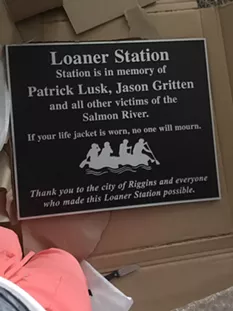 Loaner Station
Station is in memory of
Patrick Lusk, Jason Gritten
and all other victims of the
Salmon River.
If your life jacket is worn, no one will mourn.
Thank you to the city of Riggins and everyone
who made this Loaner Station possible.